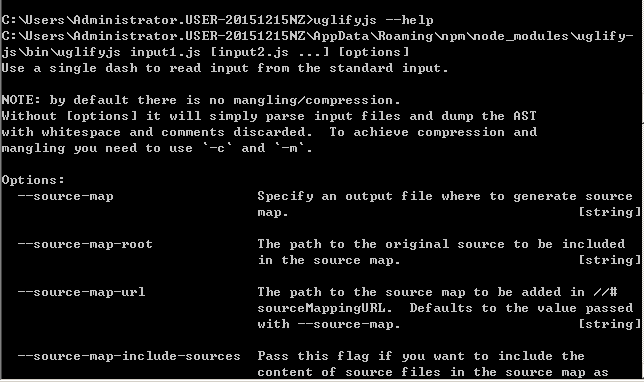 C:\Users\Administrator.USER-20151215NZ>uglifyjs --help
C:\Users\Administrator.USER-20151215NZ\AppData\Roaming\npm\node_modules\uglify-
js\bin\uglifyjs input1.js [input2.js ...] [options]
Use a single dash to read input from the standard input.

NOTE: by default there is no mangling/compression.
Without [options] it will simply parse input files and dump the AST
with whitespace and comments discarded.  To achieve compression and
mangling you need to use `-c` and `-m`.

Options:
  --source-map                  Specify an output file where to generate source
                                map.                                    [string]
  --source-map-root             The path to the original source to be included
                                in the source map.                      [string]
  --source-map-url              The path to the source map to be added in //#
                                sourceMappingURL.  Defaults to the value passed
                                with --source-map.                      [string]
  --source-map-include-sources  Pass this flag if you want to include the
                                content of source files in the source map as